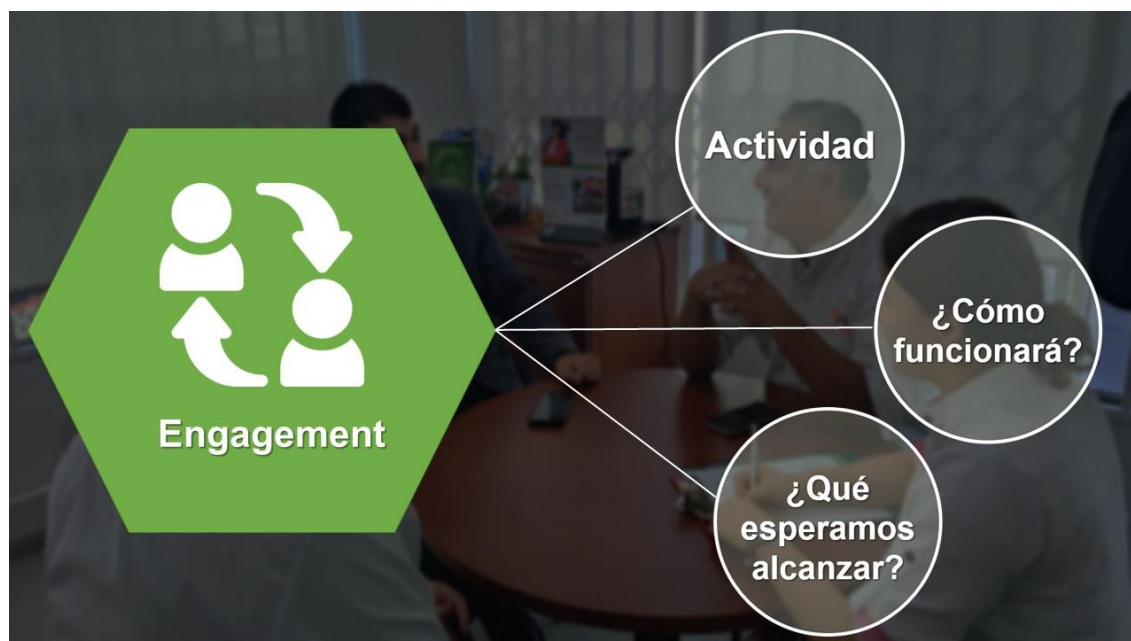 Engagement
Actividad
¿Cómo
funcionará?
¿Qué
esperamos
alcanzar?